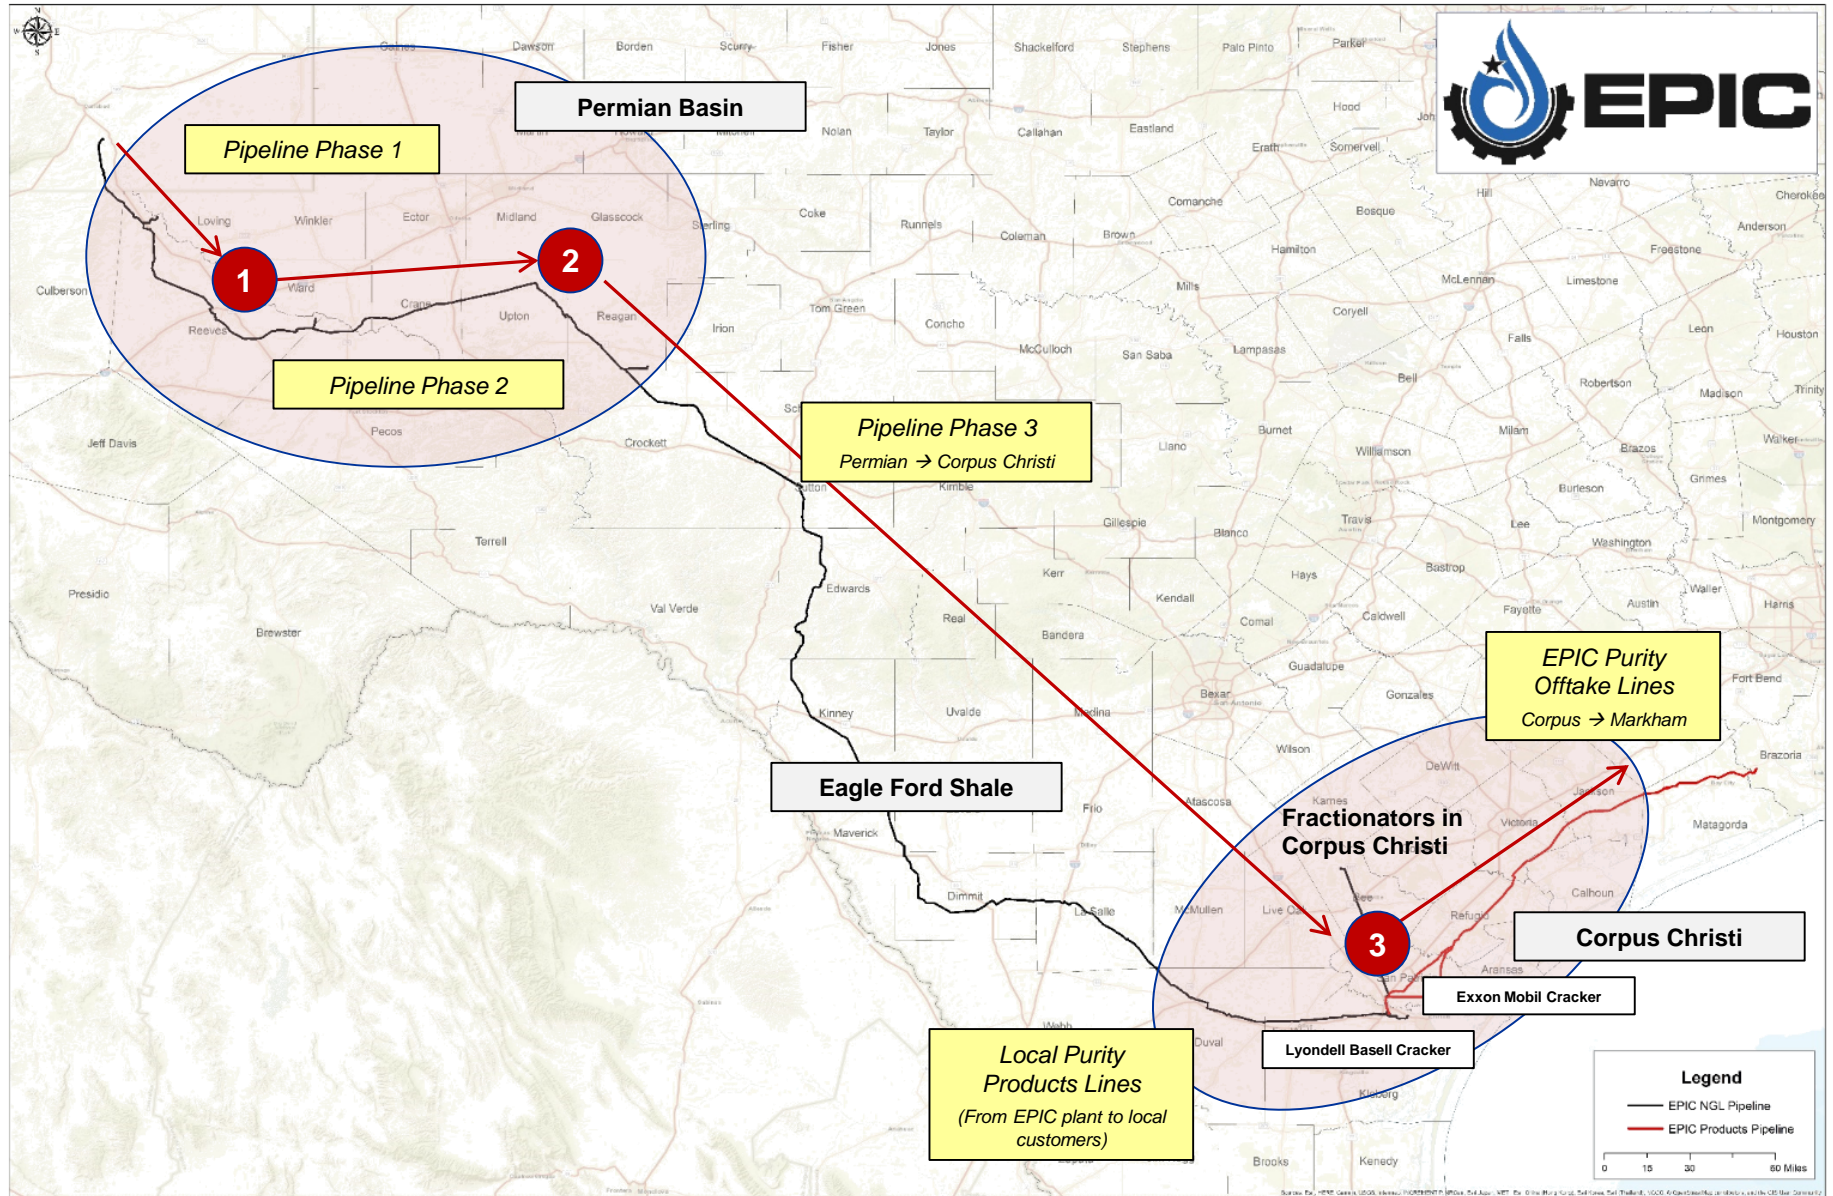 N
W
E
S
Gaines
Dawson
Borden
Scurry
Fisher
Jones
Shackelford
Stephens
Palo Pinto
Parker
EPIC
Permian Basin
Hood
Pipeline Phase 1
Nolan
Taylor
Callahan
Eastland
Erath
Somervell
Hill
Navarro
Cherokee
Loving
Winkler
Ector
Midland
Glasscock
Sterling
Coke
Runnels
Coleman
Brown
Comanche
Bosque
Anderson
Hamilton
Freestone
1
2
Culberson
Ward
Crane
Reeves
Upton
Reagan
Irion
Tom Green
Concho
McCulloch
San Saba
Mills
Lampasas
Coryell
McLennan
Limestone
Falls
Leon
Houston
Pipeline Phase 2
Bell
Robertson
Madison
Trinity
Jeff Davis
Pecos
Crockett
Pipeline Phase 3
Permian → Corpus Christi
Llano
Burnet
Williamson
Milam
Brazos
Walker
Grimes
Burleson
Sutton
Kimble
Gillespie
Blanco
Travis
Lee
Washington
Montgomery
Terrell
Presidio
Brewster
Val Verde
Edwards
Kerr
Real
Bandera
Kendall
Hays
Comal
Caldwell
Bastrop
Fayette
Austin
Waller
Harris
Guadalupe
EPIC Purity
Offtake Lines
Corpus → Markham
Fort Bend
Kinney
Uvalde
Medina
Bexar
San Antonio
Gonzales
Wilson
DeWitt
Brazoria
Eagle Ford Shale
Maverick
Frio
Atascosa
Karnes
Fractionators in
Corpus Christi
Victoria
Jackson
Matagorda
Dimmit
La Salle
McMullen
Live Oak
Bee
Refugio
Calhoun
3
Corpus Christi
Aransas
Exxon Mobil Cracker
Webb
Duval
Lyondell Basell Cracker
Local Purity
Products Lines
(From EPIC plant to local
customers)
Kleberg
Brooks
Kenedy
Legend
EPIC NGL Pipeline
EPIC Products Pipeline
0 15 30 60 Miles